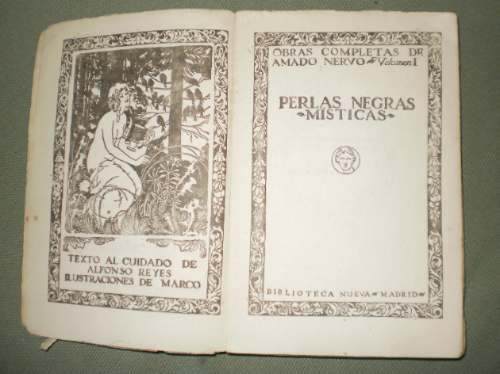 TEXTO AL CUIDADO DE
ALFONSO REYES
ILUSTRACIONES DE MARCO
OBRAS COMPLETAS DE
AMADO NERVO Volumen I
PERLAS NEGRAS
MÍSTICAS
BIBLIOTECA NUEVA MADRID